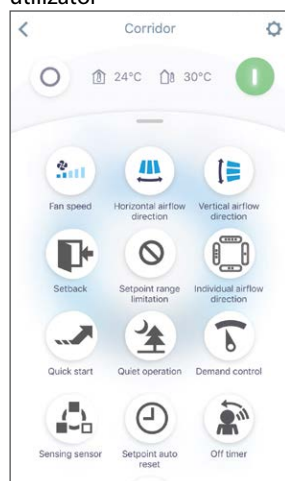 utilizator
Corridor
24°C 30°C
Fan speed
Horizontal airflow
direction
Vertical airflow
direction
Setback
Setpoint range
limitation
Individual airflow
direction
Quick start
Quiet operation
Demand control
Sensing sensor
Setpoint auto
reset
Off timer